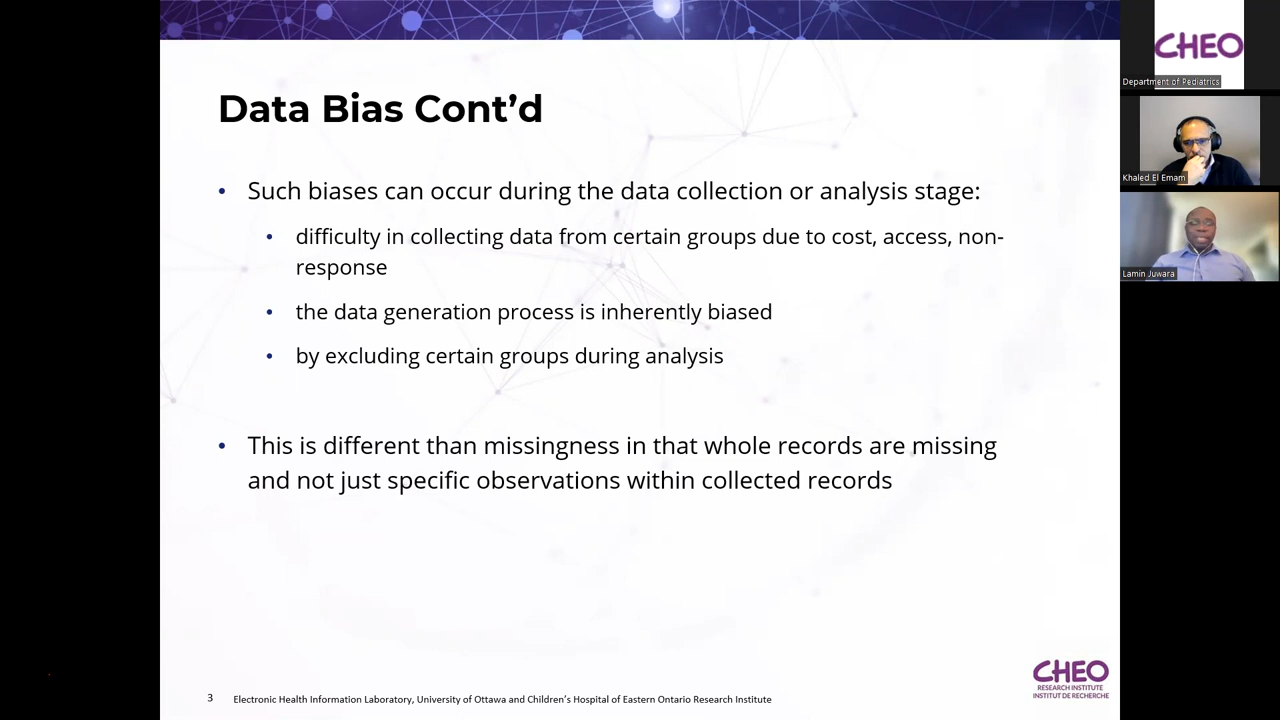 Data Bias Cont’d
• Such biases can occur during the data collection or analysis stage:
• difficulty in collecting data from certain groups due to cost, access, non-
response
• the data generation process is inherently biased
• by excluding certain groups during analysis
• This is different than missingness in that whole records are missing
and not just specific observations within collected records
3 Electronic Health Information Laboratory, University of Ottawa and Children’s Hospital of Eastern Ontario Research Institute
CHEO
RESEARCH INSTITUTE
INSTITUT DE RECHERCHE
CHEO
Department of Pediatrics
Khaled El Emam
Lamin Juwara